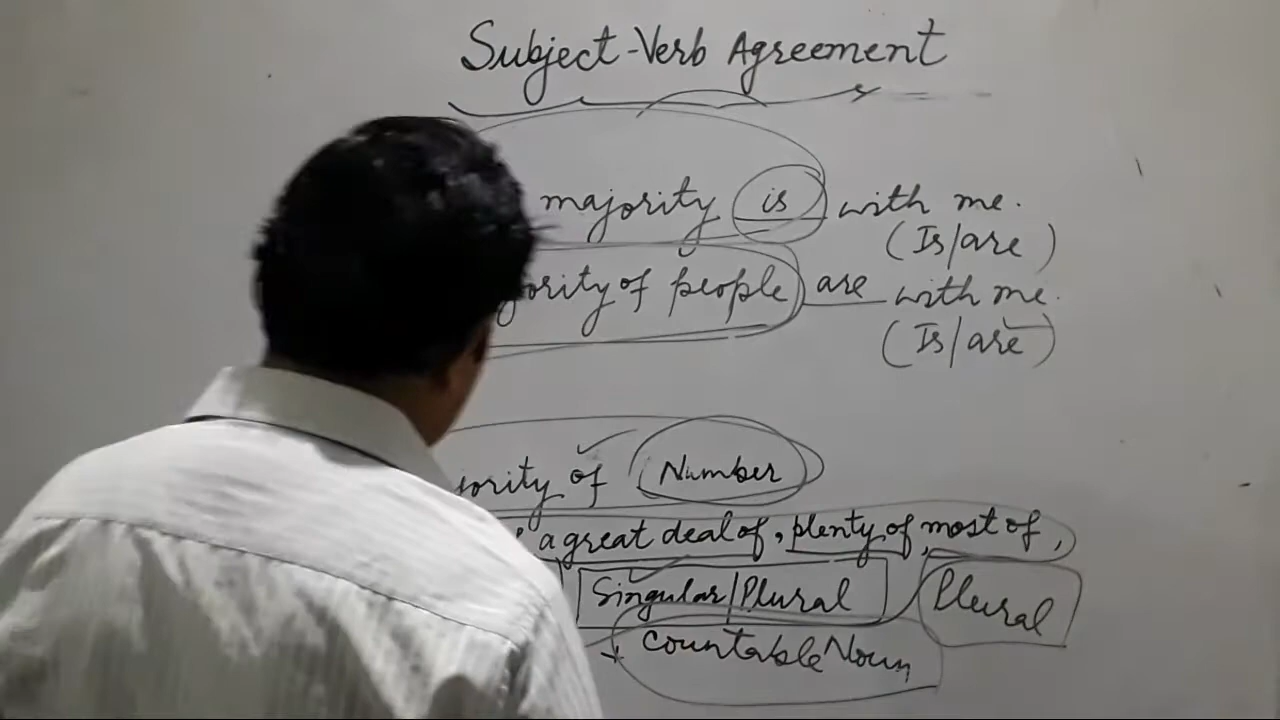 Subject-Verb Agreement
majority is with me.
(Is/are)
ority of people are with me.
(Is/are)
ority of Number
a great deal of, plenty of, most of,
Singular/Plural Plural
Countable Noun